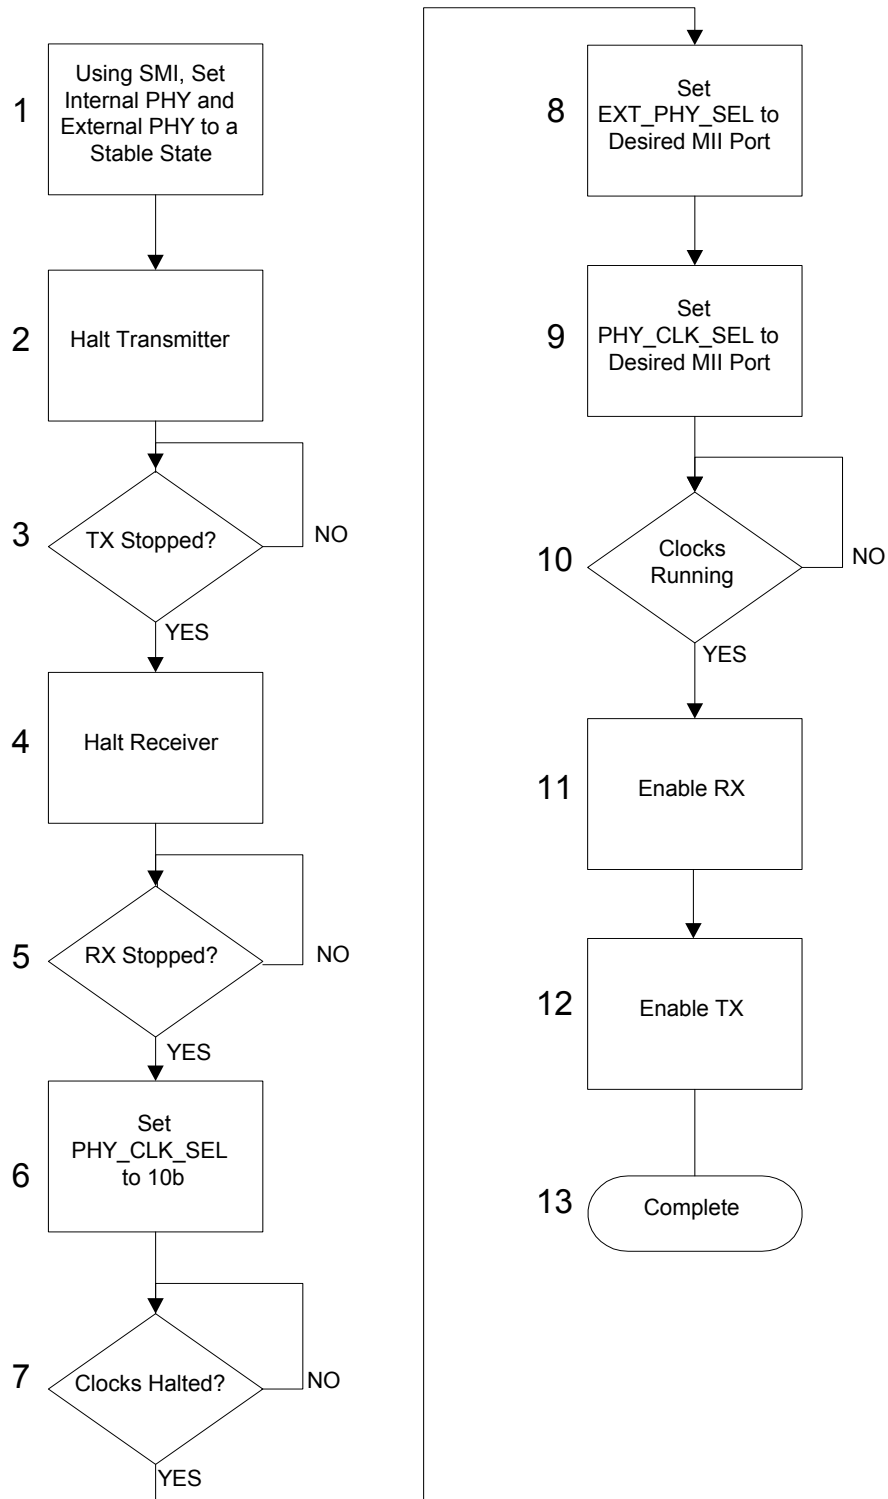 1
Using SMI, Set
Internal PHY and
External PHY to a
Stable State
2
Halt Transmitter
3
TX Stopped?
NO
YES
4
Halt Receiver
5
RX Stopped?
NO
YES
6
Set
PHY_CLK_SEL
to 10b
7
Clocks Halted?
NO
YES
8
Set
EXT_PHY_SEL to
Desired MII Port
9
Set
PHY_CLK_SEL to
Desired MII Port
10
Clocks
Running
NO
YES
11
Enable RX
12
Enable TX
13
Complete